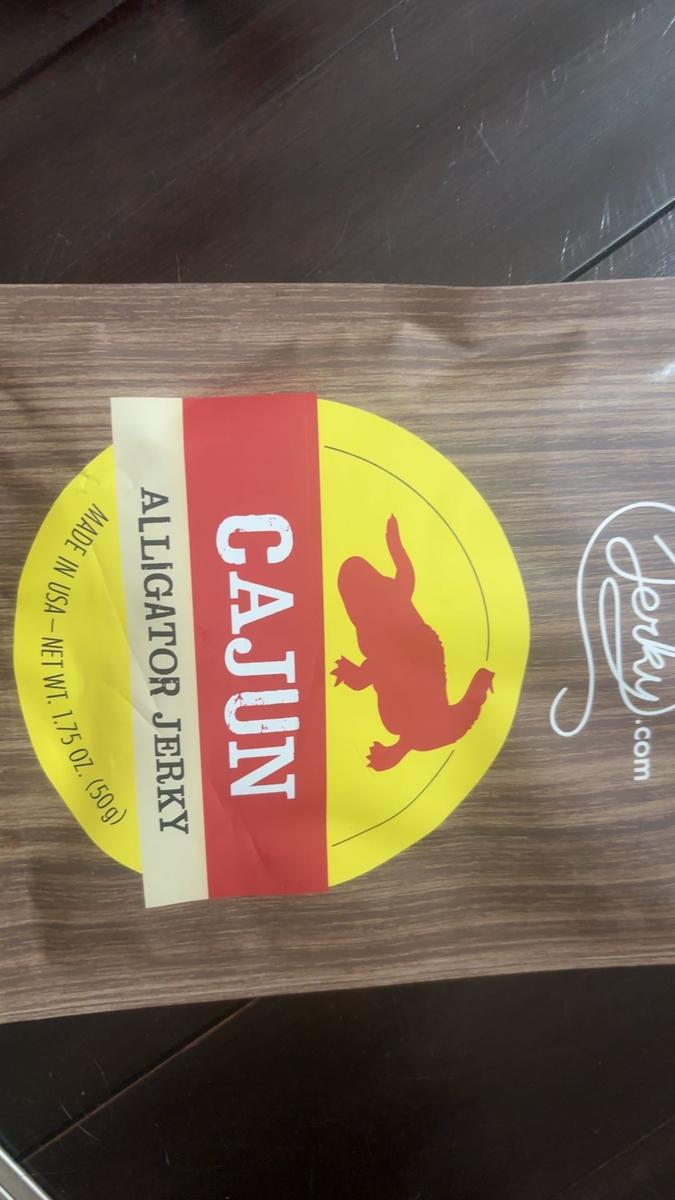 Jerky.com
CAJUN
ALLIGATOR JERKY
MADE IN USA – NET WT. 1.75 OZ. (50g)